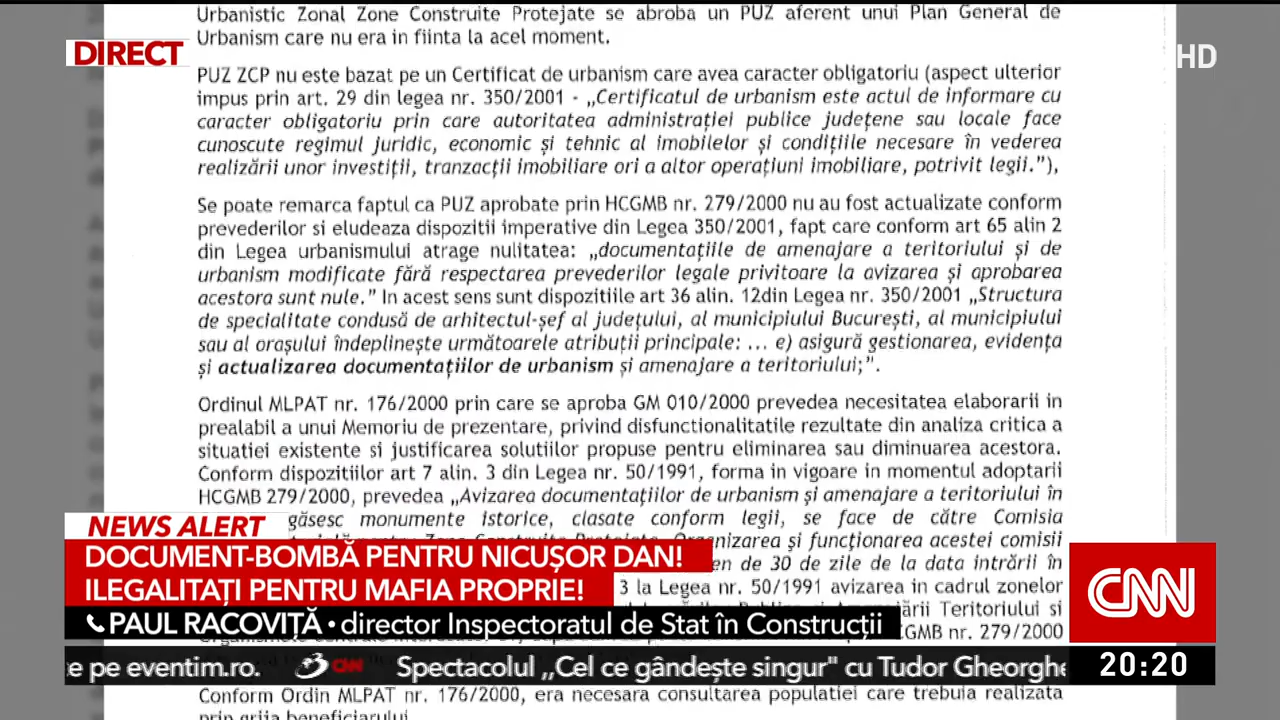 Urbanistic Zonal Zone Construite Protejate se aproba un PUZ aferent unui Plan General de
Urbanism care nu era in fiinta la acel moment.
DIRECT
HD
PUZ ZCP nu este bazat pe un Certificat de urbanism care avea caracter obligatoriu (aspect ulterior
impus prin art. 29 din legea nr. 350/2001 - „Certificatul de urbanism este actul de informare cu
caracter obligatoriu prin care autoritatea administrației publice județene sau locale face
cunoscute regimul juridic, economic și tehnic al imobilelor și condițiile necesare în vederea
realizării unor investiții, tranzacții imobiliare ori a altor operațiuni imobiliare, potrivit legii.”),
Se poate remarca faptul ca PUZ aprobate prin HCGMB nr. 279/2000 nu au fost actualizate conform
prevederilor si eludeaza dispozitii imperative din Legea 350/2001, fapt care conform art 65 alin 2
din Legea urbanismului atrage nulitatea: „documentațiile de amenajare a teritoriului și de
urbanism modificate fără respectarea prevederilor legale privitoare la avizarea și aprobarea
acestora sunt nule.” In acest sens sunt dispozitiile art 36 alin. 12din Legea nr. 350/2001 „Structura
de specialitate condusă de arhitectul-șef al județului, al municipiului București, al municipiului
sau al orașului îndeplinește următoarele atribuții principale: ... e) asigură gestionarea, evidența
și actualizarea documentațiilor de urbanism și amenajare a teritoriului;”.
Ordinul MLPAT nr. 176/2000 prin care se aproba GM 010/2000 prevedea necesitatea elaborarii in
prealabil a unui Memoriu de prezentare, privind disfunctionalitatile rezultate din analiza critica a
situatiei existente si justificarea solutiilor propuse pentru eliminarea sau diminuarea acestora.
Conform dispozitiilor art 7 alin. 3 din Legea nr. 50/1991, forma in vigoare in momentul adoptarii
HCGMB 279/2000, prevedea „Avizarea documentațiilor de urbanism și amenajare a teritoriului în
găsesc monumente istorice, clasate conform legii, se face de către Comisia
Zone Construite Protejate. Organizarea și funcționarea acestei comisii
de 30 de zile de la data intrării în
3 la Legea nr. 50/1991 avizarea in cadrul zonelor
Teritoriului si
nr. 279/2000
NEWS ALERT
DOCUMENT-BOMBĂ PENTRU NICUȘOR DAN!
ILEGALITAȚI PENTRU MAFIA PROPRIE!
PAUL RACOVIȚĂ • director Inspectoratul de Stat în Construcții
CNN
20:20
te pe eventim.ro. CNN Spectacolul ,,Cel ce gândește singur" cu Tudor Gheorghe
Conform Ordin MLPAT nr. 176/2000, era necesara consultarea populatiei care trebuia realizata
prin grija beneficiarului.